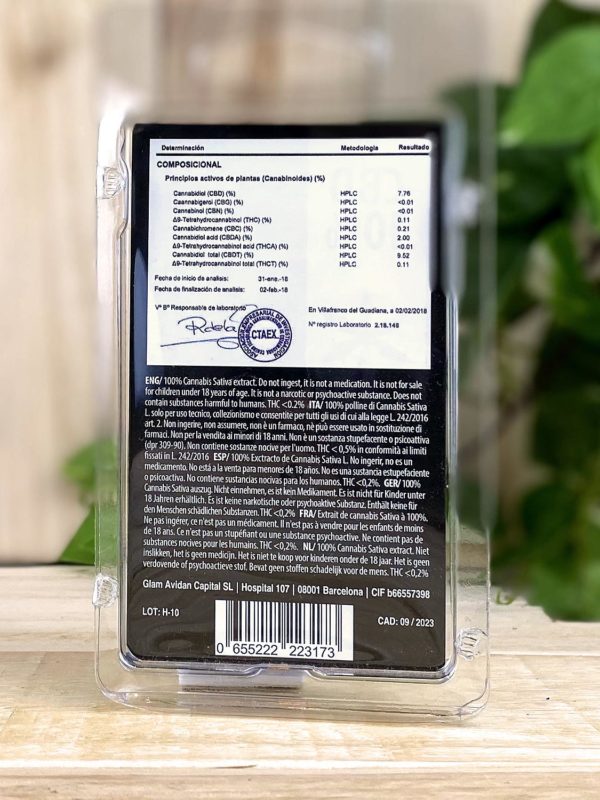 Determinación Metodología Resultado
COMPOSICIONAL
Principios activos de plantas (Canabinoides) (%)
Cannabidiol (CBD) (%) HPLC 7.76
Caannabigerol (CBG) (%) HPLC <0.01
Cannabinol (CBN) (%) HPLC <0.01
Δ9-Tetrahydrocannabinol (THC) (%) HPLC 0.11
Cannabichromene (CBC) (%) HPLC 0.21
Cannabidiol acid (CBDA) (%) HPLC 2.00
Δ9-Tetrahydrocannabinol acid (THCA) (%) HPLC <0.01
Cannabidiol total (CBDT) (%) HPLC 9.52
Δ9-Tetrahydrocannabinol total (THCT) (%) HPLC 0.11
Fecha de inicio de analisis: 31-ene.-18
Fecha de finalización de analisis: 02-feb.-18
Vº Bº Responsable de laboratorio En Villafranco del Guadiana, a 02/02/2018
Nº registro Laboratorio 2.18.148
CTAEX
ENG/ 100% Cannabis Sativa extract. Do not ingest, it is not a medication. It is not for sale
for children under 18 years of age. It is not a narcotic or psychoactive substance. Does not
contain substances harmful to humans. THC <0.2% ITA/ 100% polline di Cannabis Sativa
L. solo per uso tecnico, collezionismo e consentite per tutti gli usi di cui alla legge L. 242/2016
art. 2. Non ingerire, non assumere, non è un farmaco, nè può essere usato in sostituzione di
farmaci. Non per la vendita ai minori di 18 anni. Non è un sostanza stupefacente o psicoattiva
(dpr 309-90). Non contiene sostanze nocive per l'uomo. THC < 0,5% in conformità ai limiti
fissati in L. 242/2016 ESP/ 100% Exctracto de Cannabis Sativa L. No ingerir, no es un
medicamento. No está a la venta para menores de 18 años. No es una sustancia estupefaciente
o psicoactiva. No contiene sustancias nocivas para los humanos. THC <0,2%. GER/ 100%
Cannabis Sativa auszug. Nicht einnehmen, es ist kein Medikament. Es ist nicht für Kinder unter
18 Jahren erhältlich. Es ist keine narkotische oder psychoaktive Substanz. Enthält keine für
den Menschen schädlichen Substanzen. THC <0,2% FRA/ Extrait de cannabis Sativa à 100%.
Ne pas ingérer, ce n'est pas un médicament. Il n'est pas à vendre pour les enfants de moins
de 18 ans. Ce n'est pas un stupéfiant ou une substance psychoactive. Ne contient pas de
substances nocives pour les humains. THC <0,2%. NL/ 100% Cannabis Sativa extract. Niet
inslikken, het is geen medicijn. Het is niet te koop voor kinderen onder de 18 jaar. Het is geen
verdovende of psychoactieve stof. Bevat geen stoffen schadelijk voor de mens. THC <0,2%
Glam Avidan Capital SL | Hospital 107 | 08001 Barcelona | CIF b66557398
LOT: H-10 CAD: 09 / 2023
0 655222 223173